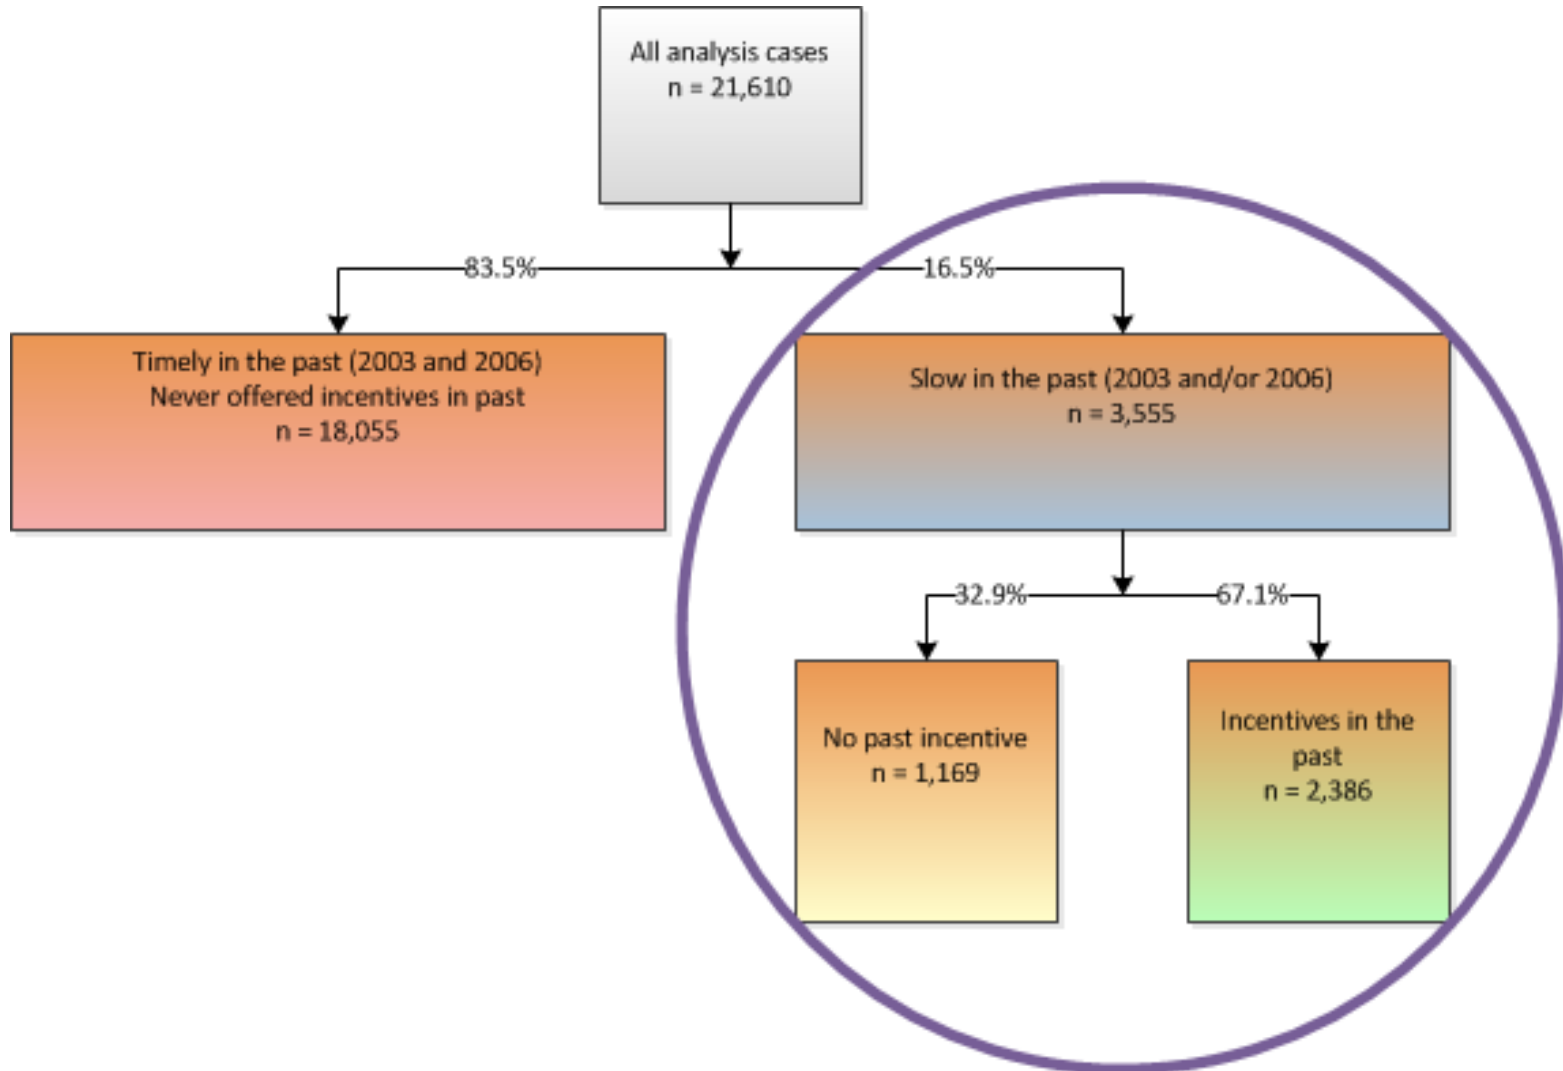 All analysis cases
n = 21,610
83.5%
16.5%
Timely in the past (2003 and 2006)
Never offered incentives in past
n = 18,055
Slow in the past (2003 and/or 2006)
n = 3,555
32.9%
67.1%
No past incentive
n = 1,169
Incentives in the
past
n = 2,386